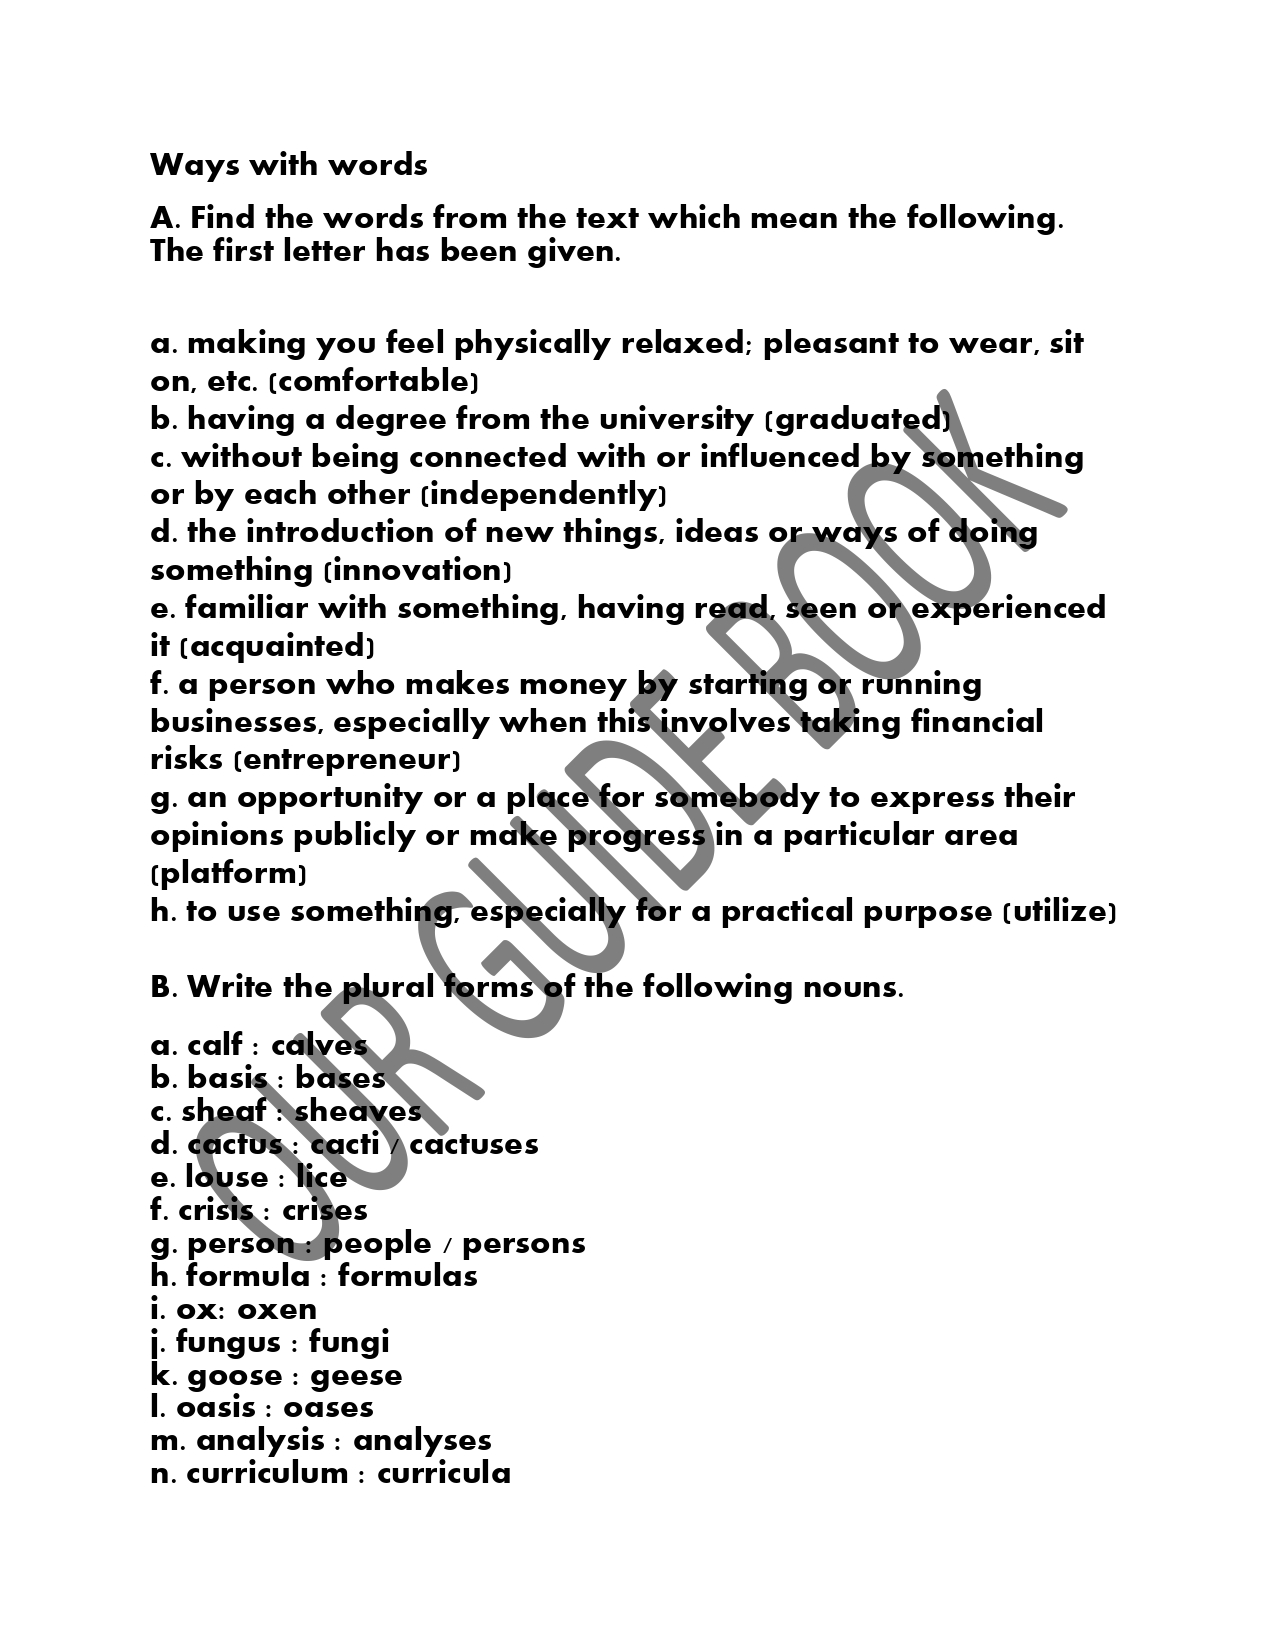 Ways with words
A. Find the words from the text which mean the following.
The first letter has been given.
a. making you feel physically relaxed; pleasant to wear, sit
on, etc. (comfortable)
b. having a degree from the university (graduated)
c. without being connected with or influenced by something
or by each other (independently)
d. the introduction of new things, ideas or ways of doing
something (innovation)
e. familiar with something, having read, seen or experienced
it (acquainted)
f. a person who makes money by starting or running
businesses, especially when this involves taking financial
risks (entrepreneur)
g. an opportunity or a place for somebody to express their
opinions publicly or make progress in a particular area
(platform)
h. to use something, especially for a practical purpose (utilize)
B. Write the plural forms of the following nouns.
a. calf : calves
b. basis : bases
c. sheaf : sheaves
d. cactus : cacti / cactuses
e. louse : lice
f. crisis : crises
g. person : people / persons
h. formula : formulas
i. ox: oxen
j. fungus : fungi
k. goose : geese
l. oasis : oases
m. analysis : analyses
n. curriculum : curricula
OUR GUIDE BOOK